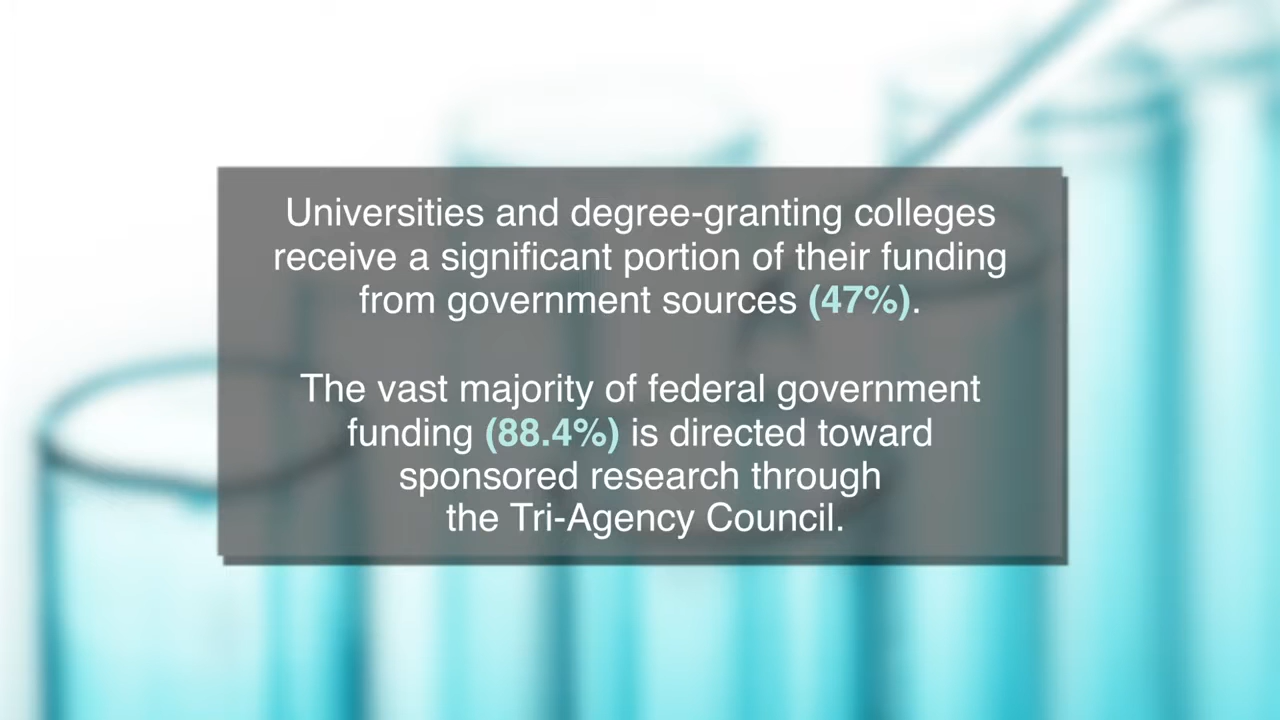 Universities and degree-granting colleges
receive a significant portion of their funding
from government sources (47%).
The vast majority of federal government
funding (88.4%) is directed toward
sponsored research through
the Tri-Agency Council.